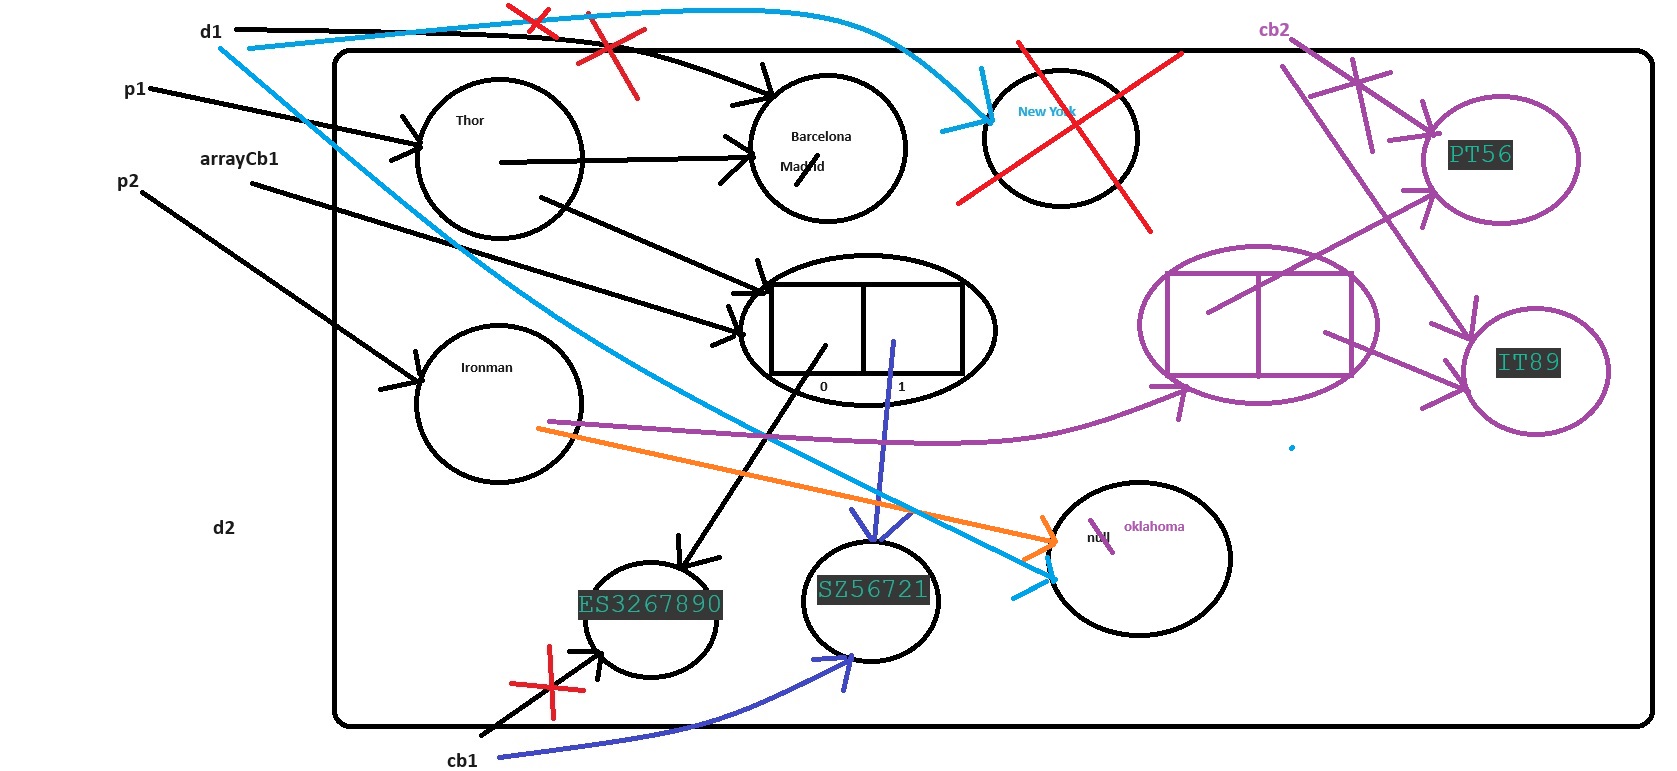 d1
cb2
p1
Thor
New York
Barcelona
Madrid
PT56
arrayCb1
p2
Ironman
0
1
IT89
d2
null
oklahoma
ES3267890
SZ56721
cb1